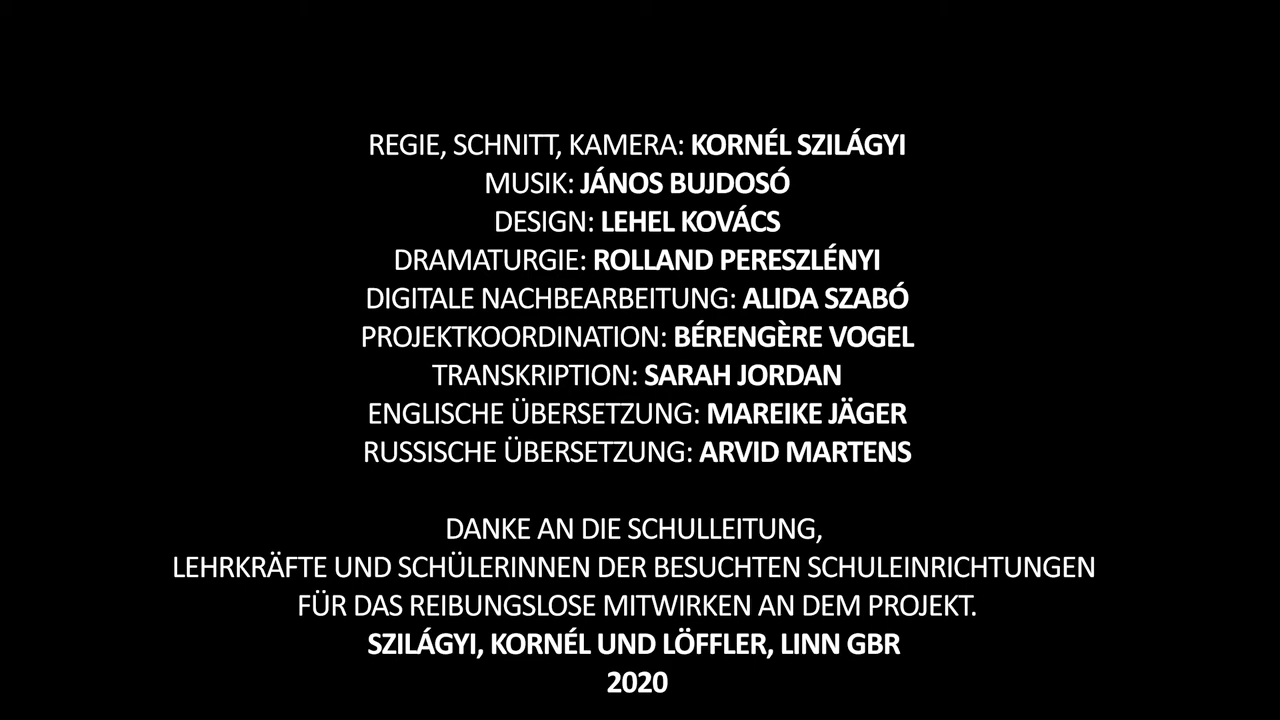 REGIE, SCHNITT, KAMERA: KORNÉL SZILÁGYI
MUSIK: JÁNOS BUJDOSÓ
DESIGN: LEHEL KOVÁCS
DRAMATURGIE: ROLLAND PERESZLÉNYI
DIGITALE NACHBEARBEITUNG: ALIDA SZABÓ
PROJEKTKOORDINATION: BÉRENGÈRE VOGEL
TRANSKRIPTION: SARAH JORDAN
ENGLISCHE ÜBERSETZUNG: MAREIKE JÄGER
RUSSISCHE ÜBERSETZUNG: ARVID MARTENS
DANKE AN DIE SCHULLEITUNG,
LEHRKRÄFTE UND SCHÜLERINNEN DER BESUCHTEN SCHULEINRICHTUNGEN
FÜR DAS REIBUNGSLOSE MITWIRKEN AN DEM PROJEKT.
SZILÁGYI, KORNÉL UND LÖFFLER, LINN GBR
2020